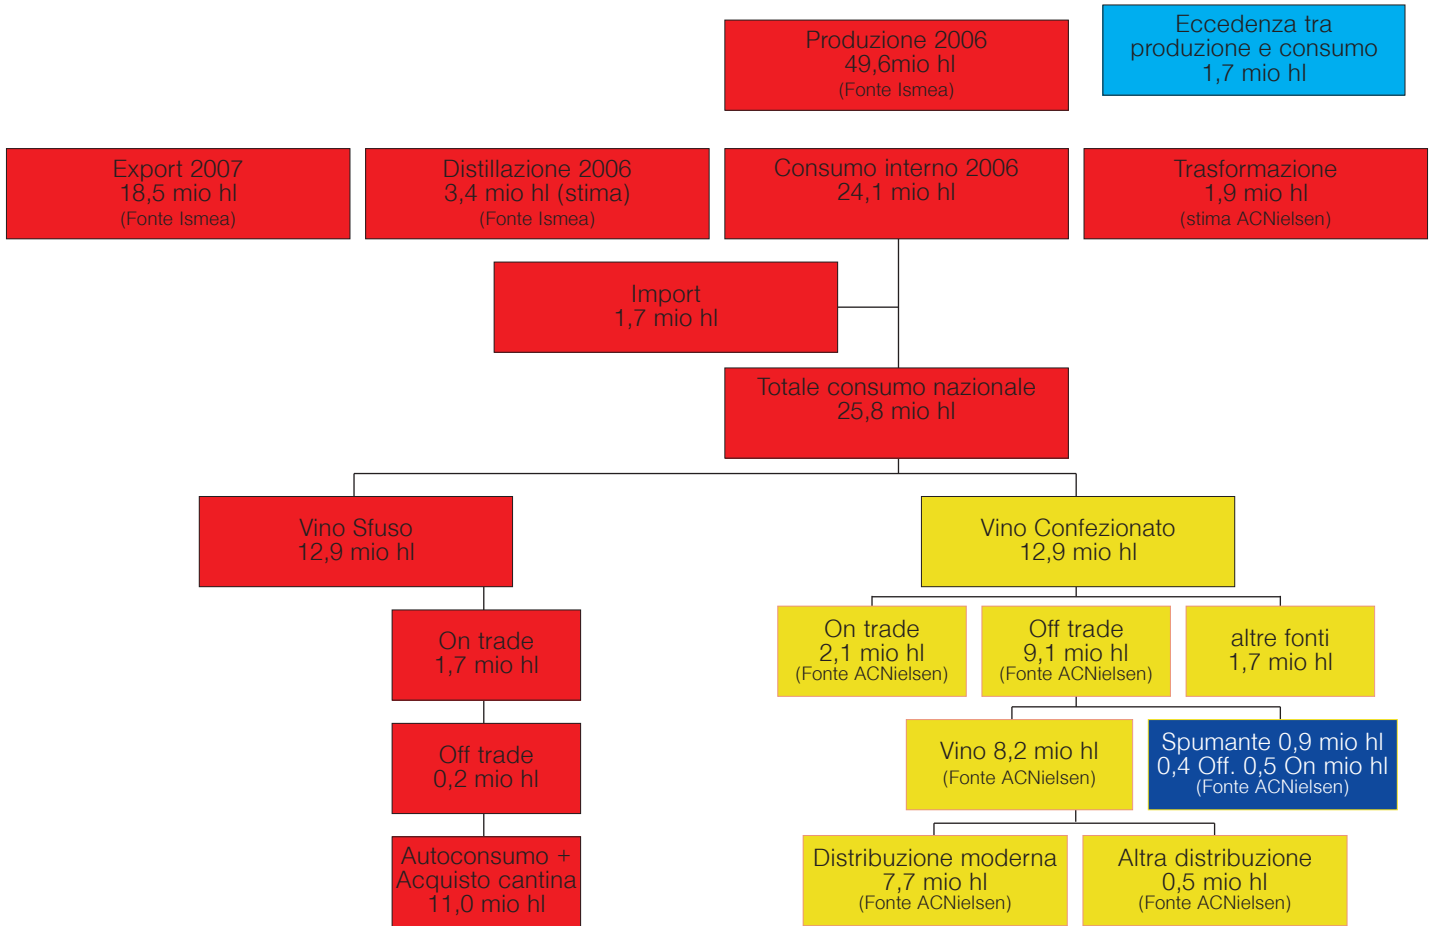 Produzione 2006
49,6mio hl
(Fonte Ismea)
Eccedenza tra
produzione e consumo
1,7 mio hl
Export 2007
18,5 mio hl
(Fonte Ismea)
Distillazione 2006
3,4 mio hl (stima)
(Fonte Ismea)
Consumo interno 2006
24,1 mio hl
Trasformazione
1,9 mio hl
(stima ACNielsen)
Import
1,7 mio hl
Totale consumo nazionale
25,8 mio hl
Vino Sfuso
12,9 mio hl
Vino Confezionato
12,9 mio hl
On trade
1,7 mio hl
Off trade
0,2 mio hl
Autoconsumo +
Acquisto cantina
11,0 mio hl
On trade
2,1 mio hl
(Fonte ACNielsen)
Off trade
9,1 mio hl
(Fonte ACNielsen)
altre fonti
1,7 mio hl
Vino 8,2 mio hl
(Fonte ACNielsen)
Spumante 0,9 mio hl
0,4 Off. 0,5 On mio hl
(Fonte ACNielsen)
Distribuzione moderna
7,7 mio hl
(Fonte ACNielsen)
Altra distribuzione
0,5 mio hl
(Fonte ACNielsen)